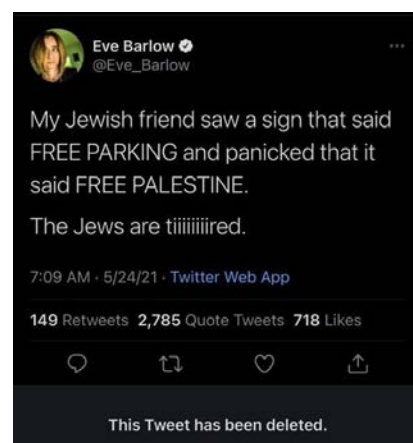 Eve Barlow
@Eve_Barlow
My Jewish friend saw a sign that said
FREE PARKING and panicked that it
said FREE PALESTINE.
The Jews are tiiiiiiiired.
7:09 AM · 5/24/21 · Twitter Web App
149 Retweets 2,785 Quote Tweets 718 Likes
This Tweet has been deleted.